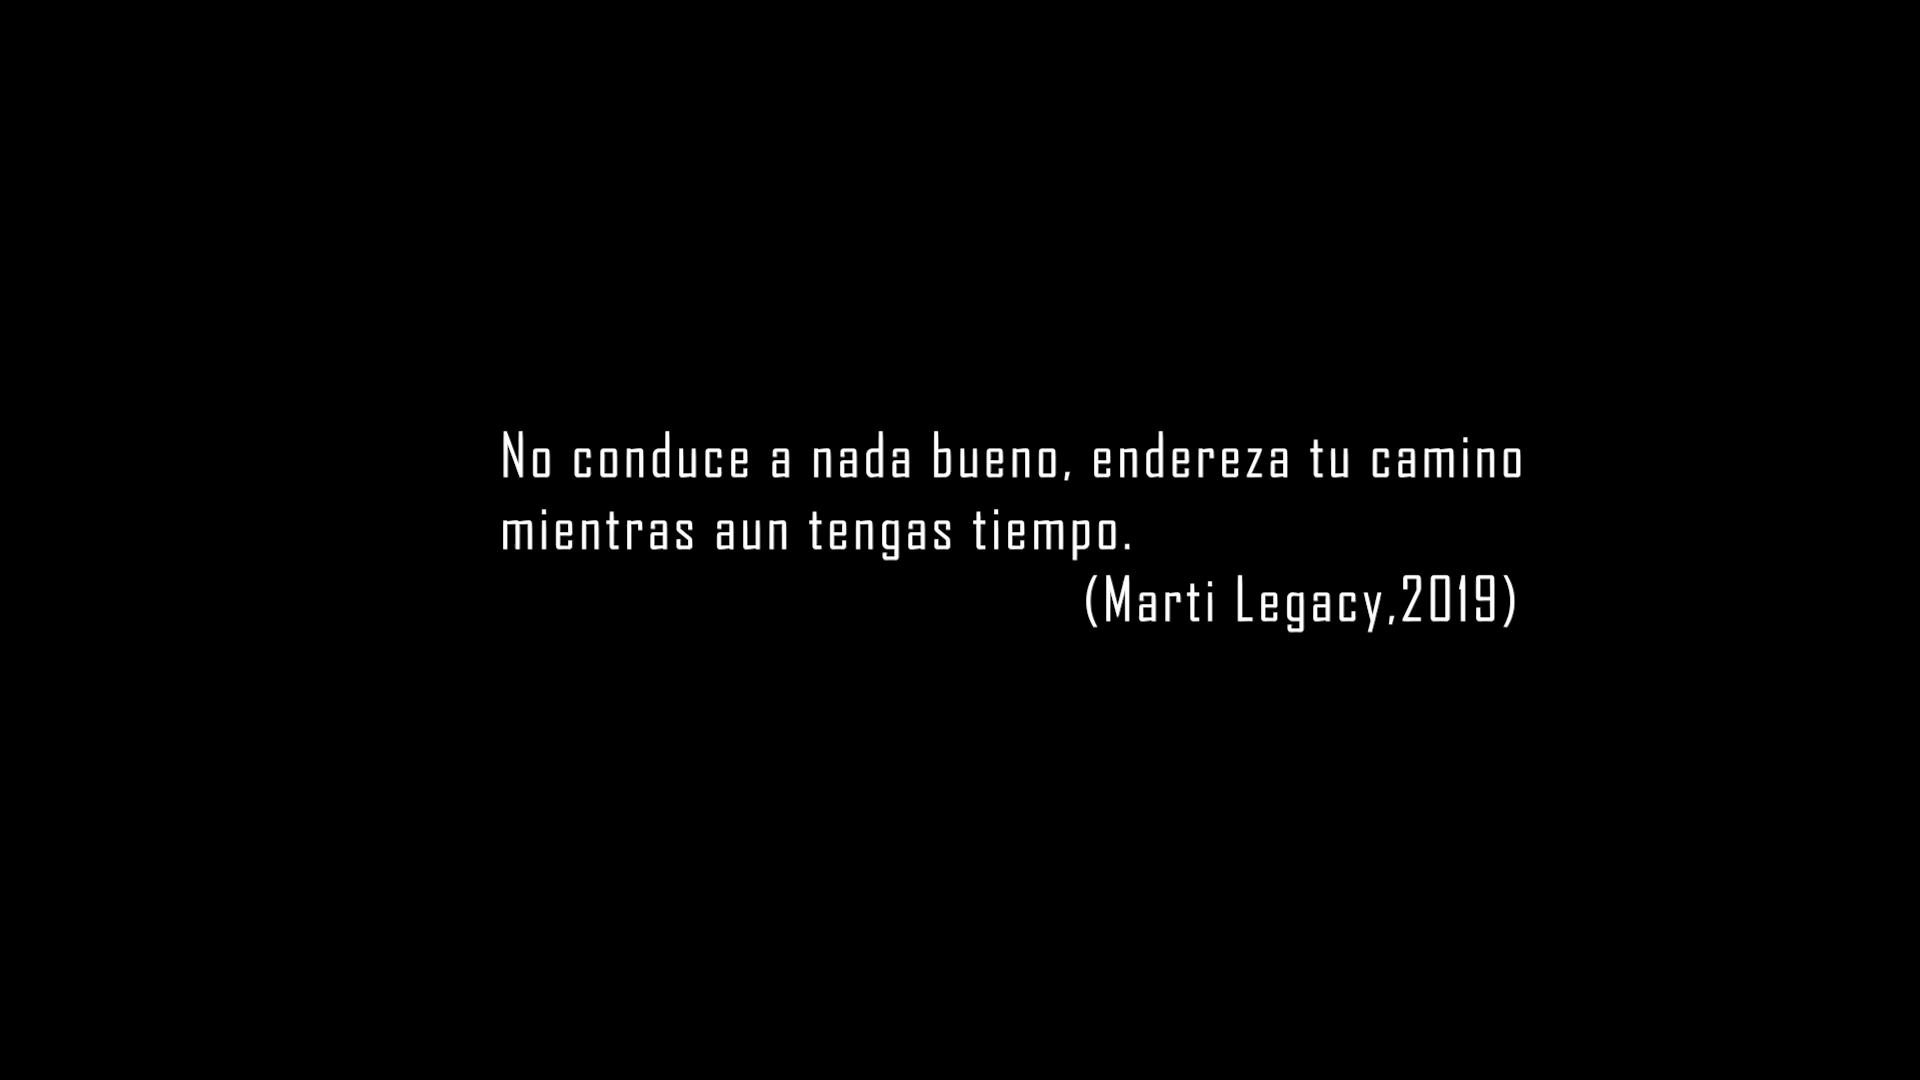 No conduce a nada bueno, endereza tu camino
mientras aun tengas tiempo.
(Marti Legacy,2019)